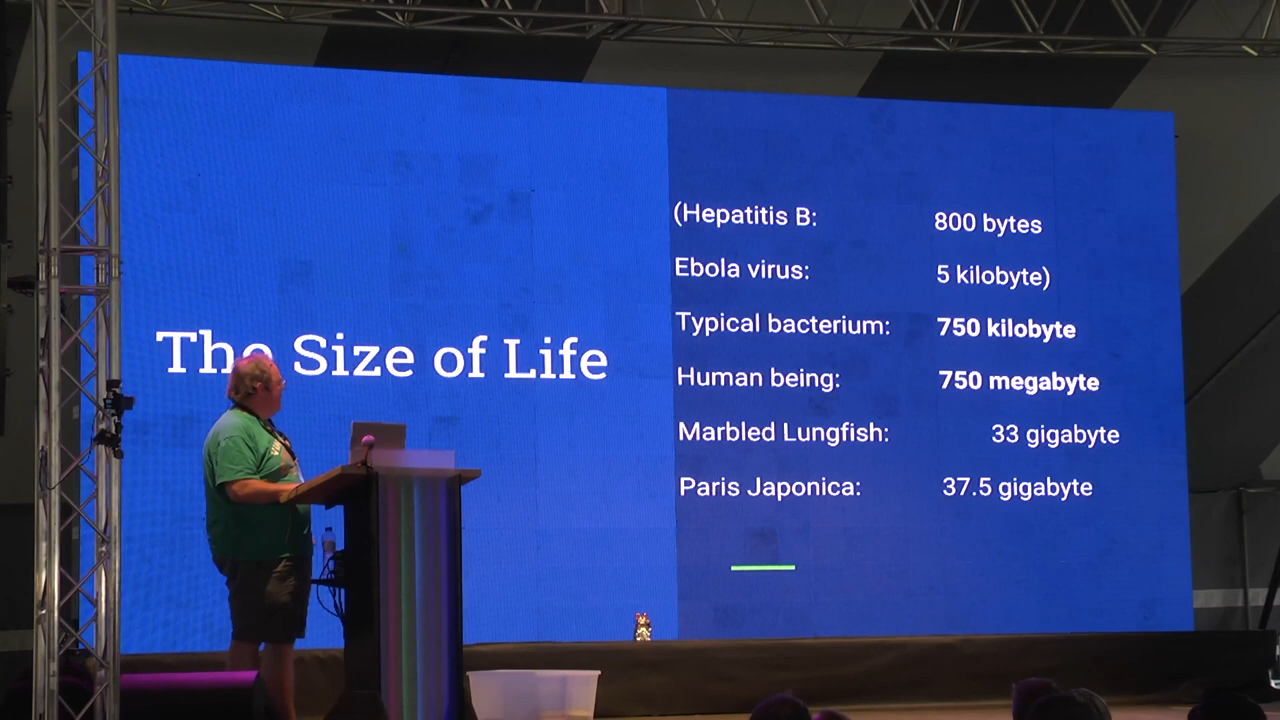 The Size of Life
(Hepatitis B: 800 bytes
Ebola virus: 5 kilobyte)
Typical bacterium: 750 kilobyte
Human being: 750 megabyte
Marbled Lungfish: 33 gigabyte
Paris Japonica: 37.5 gigabyte